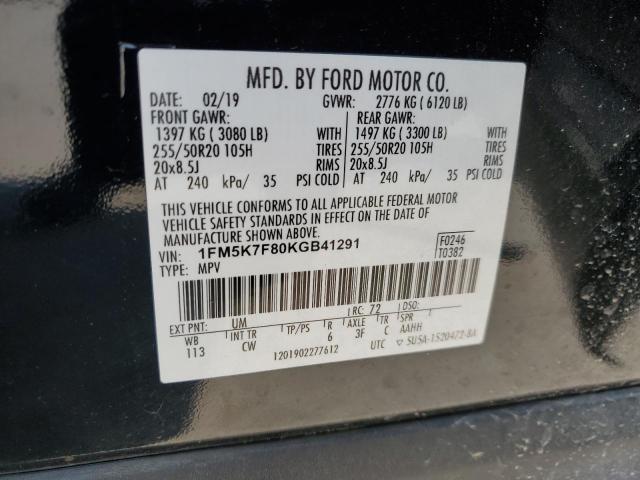 MFD. BY FORD MOTOR CO.
DATE: 02/19 GVWR: 2776 KG ( 6120 LB)
FRONT GAWR: REAR GAWR:
1397 KG ( 3080 LB) WITH 1497 KG ( 3300 LB) WITH
255/50R20 105H TIRES 255/50R20 105H TIRES
20x8.5J RIMS 20x8.5J RIMS
AT 240 kPa/ 35 PSI COLD AT 240 kPa/ 35 PSI COLD
THIS VEHICLE CONFORMS TO ALL APPLICABLE FEDERAL MOTOR
VEHICLE SAFETY STANDARDS IN EFFECT ON THE DATE OF
MANUFACTURE SHOWN ABOVE.
VIN: 1FM5K7F80KGB41291 F0246
TYPE: MPV T0382
EXT PNT: UM RC: 72 DSO:
WB INT TR TP/PS R AXLE TR SPR
113 CW 6 3F C AAHH
1201902277612 UTC ▽ SU5A-1520472-BA